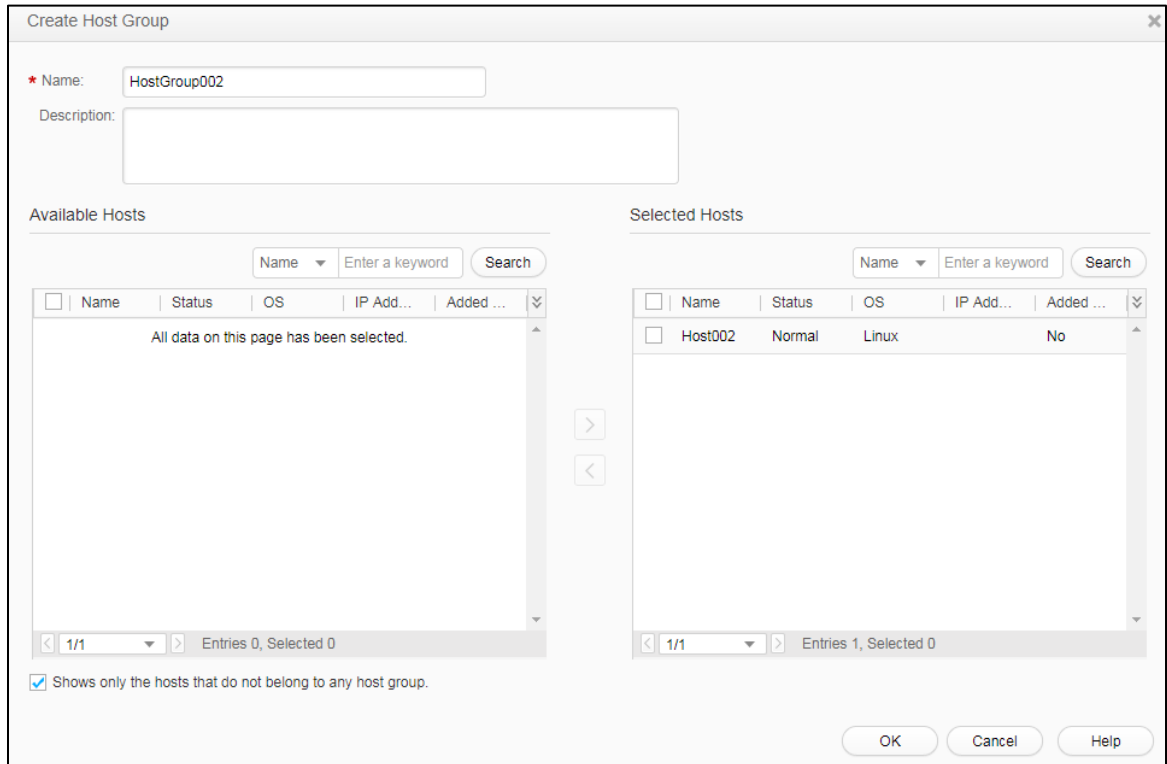 Create Host Group
* Name: HostGroup002
Description:
Available Hosts Selected Hosts
Name Enter a keyword Search Name Enter a keyword Search
Name Status OS IP Add... Added ... Name Status OS IP Add... Added ...
All data on this page has been selected. Host002 Normal Linux No
1/1 Entries 0, Selected 0 1/1 Entries 1, Selected 0
Shows only the hosts that do not belong to any host group.
OK Cancel Help